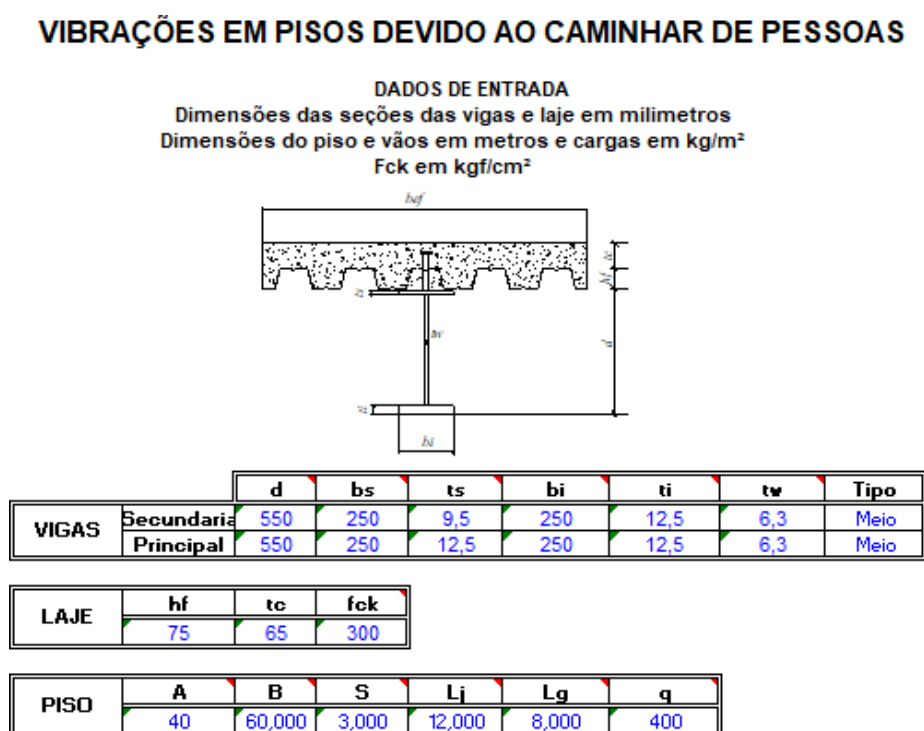 VIBRAÇÕES EM PISOS DEVIDO AO CAMINHAR DE PESSOAS
DADOS DE ENTRADA
Dimensões das seções das vigas e laje em milimetros
Dimensões do piso e vãos em metros e cargas em kg/m²
Fck em kgf/cm²
bef
tc
hf
tw
d
bi
d bs ts bi ti tw Tipo
VIGAS
Secundaria 550 250 9,5 250 12,5 6,3 Meio
Principal 550 250 12,5 250 12,5 6,3 Meio
LAJE hf tc fck
75 65 300
PISO A B S Lj Lg q
40 60,000 3,000 12,000 8,000 400